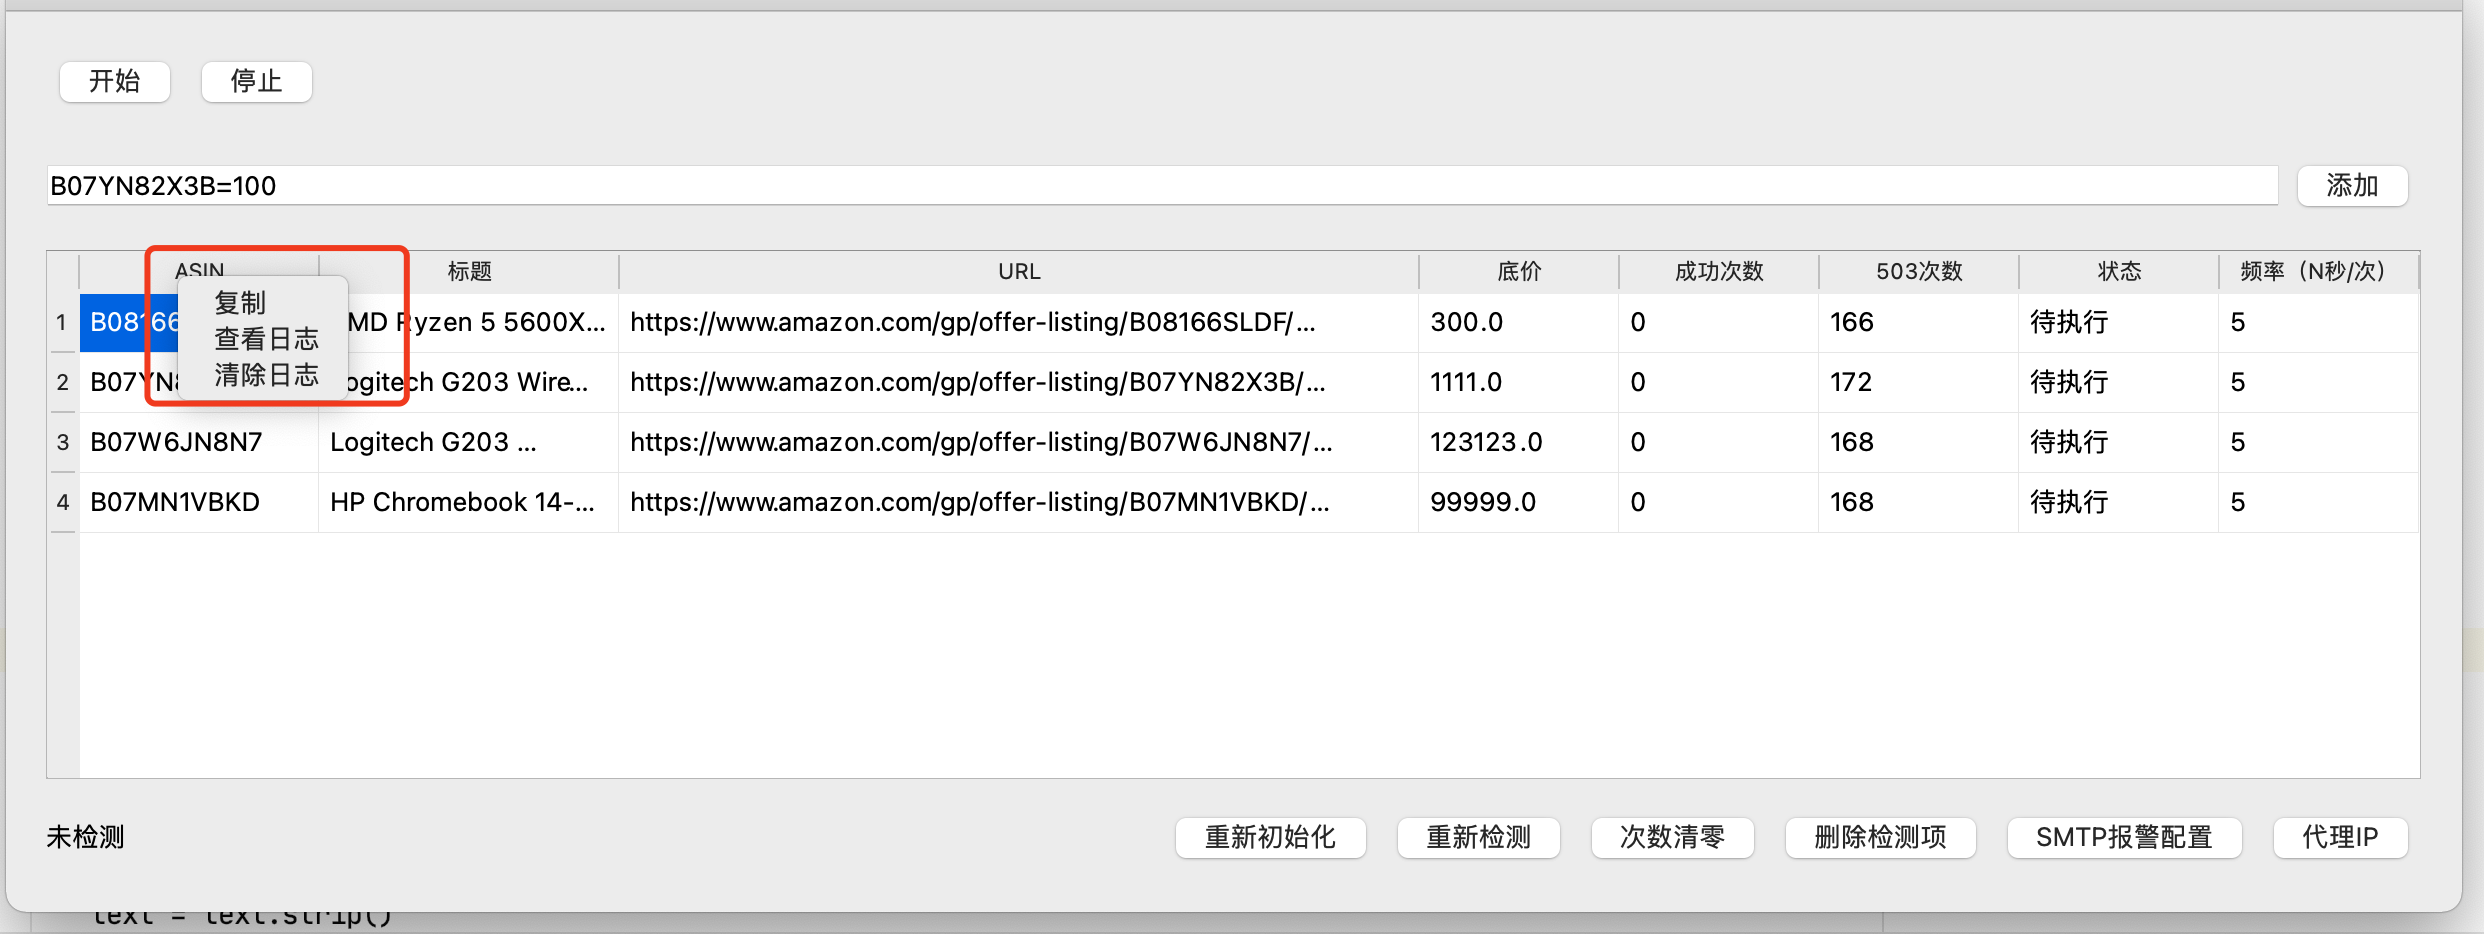 开始 停止
B07YN82X3B=100 添加
ASIN 标题 URL 底价 成功次数 503次数 状态 频率（N秒/次）
复制
查看日志
清除日志
1 B08166 MD Ryzen 5 5600X... https://www.amazon.com/gp/offer-listing/B08166SLDF/... 300.0 0 166 待执行 5
2 B07YN8 ogitech G203 Wire... https://www.amazon.com/gp/offer-listing/B07YN82X3B/... 1111.0 0 172 待执行 5
3 B07W6JN8N7 Logitech G203 ... https://www.amazon.com/gp/offer-listing/B07W6JN8N7/... 123123.0 0 168 待执行 5
4 B07MN1VBKD HP Chromebook 14-... https://www.amazon.com/gp/offer-listing/B07MN1VBKD/... 99999.0 0 168 待执行 5
未检测 重新初始化 重新检测 次数清零 删除检测项 SMTP报警配置 代理IP
text = text.strip()